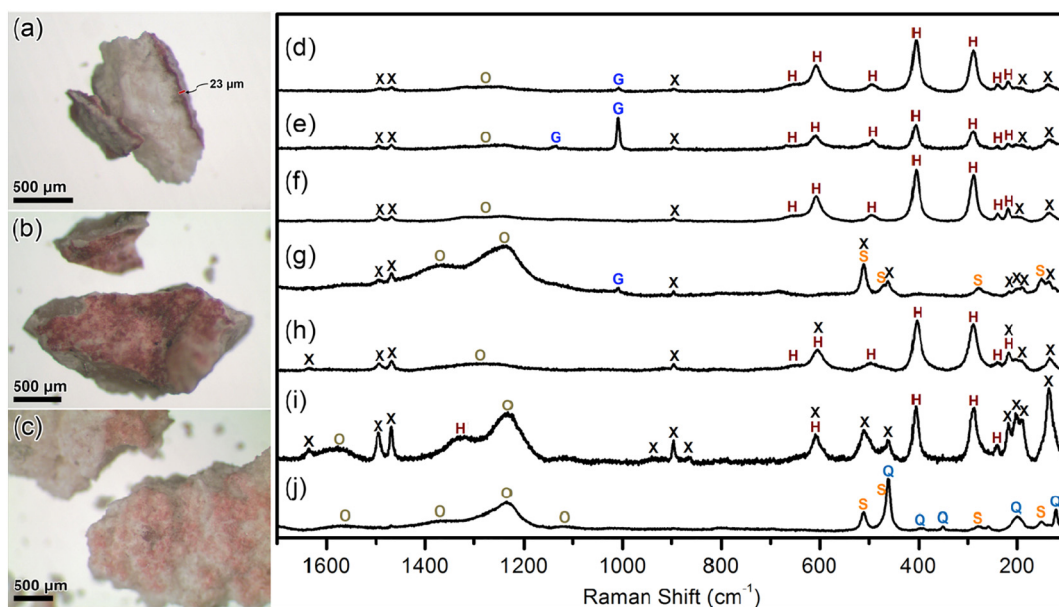 (a)
23 µm
500 µm
(b)
500 µm
(c)
500 µm
(d) X X O G X H H H H H H H X X
(e) X X O G G X H H H H H H H X X
(f) X X O X H H H H H H H X X
(g) X X O O G X X S S X S X X X S X
(h) X X X O X H X H H H H H X H X X
(i) X O X X H O X X X X H X X H H H X X X X
(j) O O O O S S Q Q Q S Q S Q
1600 1400 1200 1000 800 600 400 200
Raman Shift (cm⁻¹)